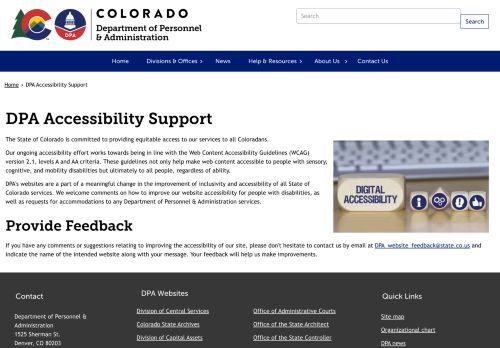 COLORADO
Department of Personnel
& Administration
DPA
Search
Search
Home
Divisions & Offices
News
Help & Resources
About Us
Contact Us
Home › DPA Accessibility Support
DPA Accessibility Support
The State of Colorado is committed to providing equitable access to our services to all Coloradans.
Our ongoing accessibility effort works towards being in line with the Web Content Accessibility Guidelines (WCAG)
version 2.1, levels A and AA criteria. These guidelines not only help make web content accessible to people with sensory,
cognitive, and mobility disabilities but ultimately to all people, regardless of ability.
DPA's websites are a part of a meaningful change in the improvement of inclusivity and accessibility of all State of
Colorado services. We welcome comments on how to improve our website accessibility for people with disabilities, as
well as requests for accommodations to any Department of Personnel & Administration services.
DIGITAL
ACCESSIBILITY
Provide Feedback
If you have any comments or suggestions relating to improving the accessibility of our site, please don't hesitate to contact us by email at DPA_website_feedback@state.co.us and
indicate the name of the intended website along with your message. Your feedback will help us make improvements.
Contact
Department of Personnel &
Administration
1525 Sherman St.
Denver, CO 80203
DPA Websites
Division of Central Services
Colorado State Archives
Division of Capital Assets
Office of Administrative Courts
Office of the State Architect
Office of the State Controller
Quick Links
Site map
Organizational chart
DPA news